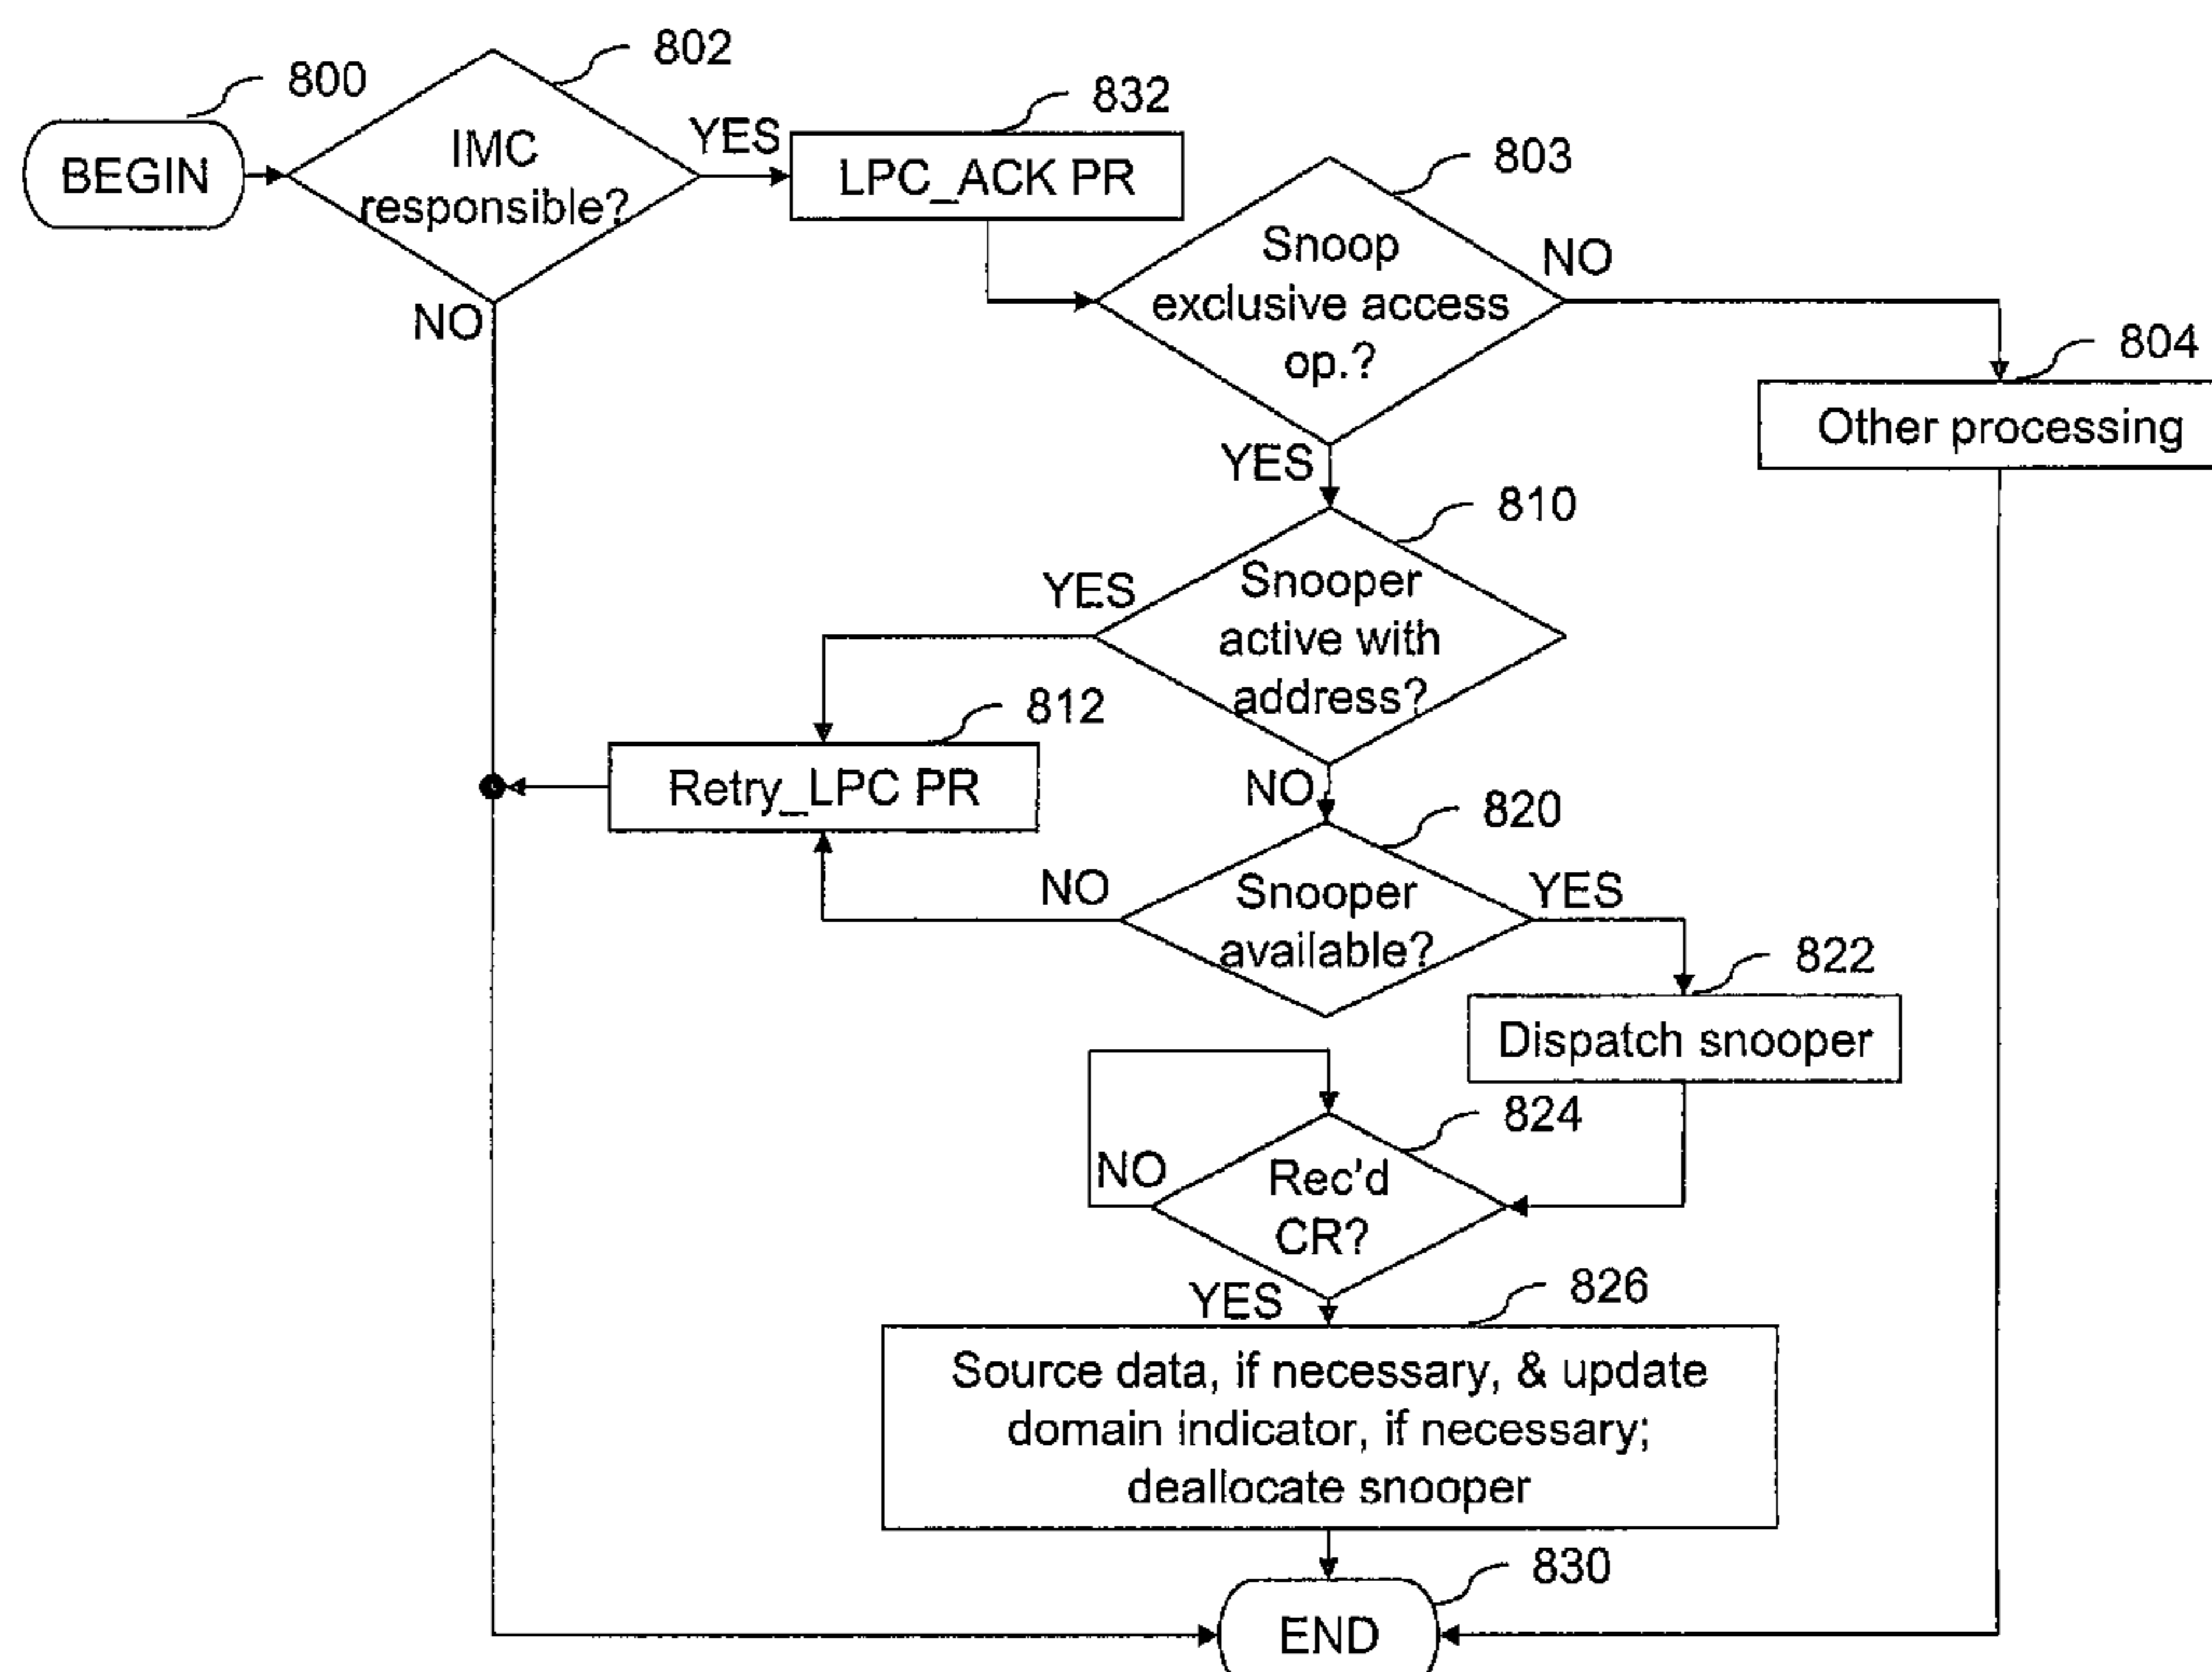 800
802
BEGIN
IMC
responsible?
YES
NO
832
LPC_ACK PR
803
Snoop
exclusive access
op.?
NO
YES
804
Other processing
810
Snooper
active with
address?
YES
NO
812
Retry_LPC PR
820
Snooper
available?
NO
YES
822
Dispatch snooper
824
Rec'd
CR?
NO
YES
826
Source data, if necessary, & update
domain indicator, if necessary;
deallocate snooper
830
END